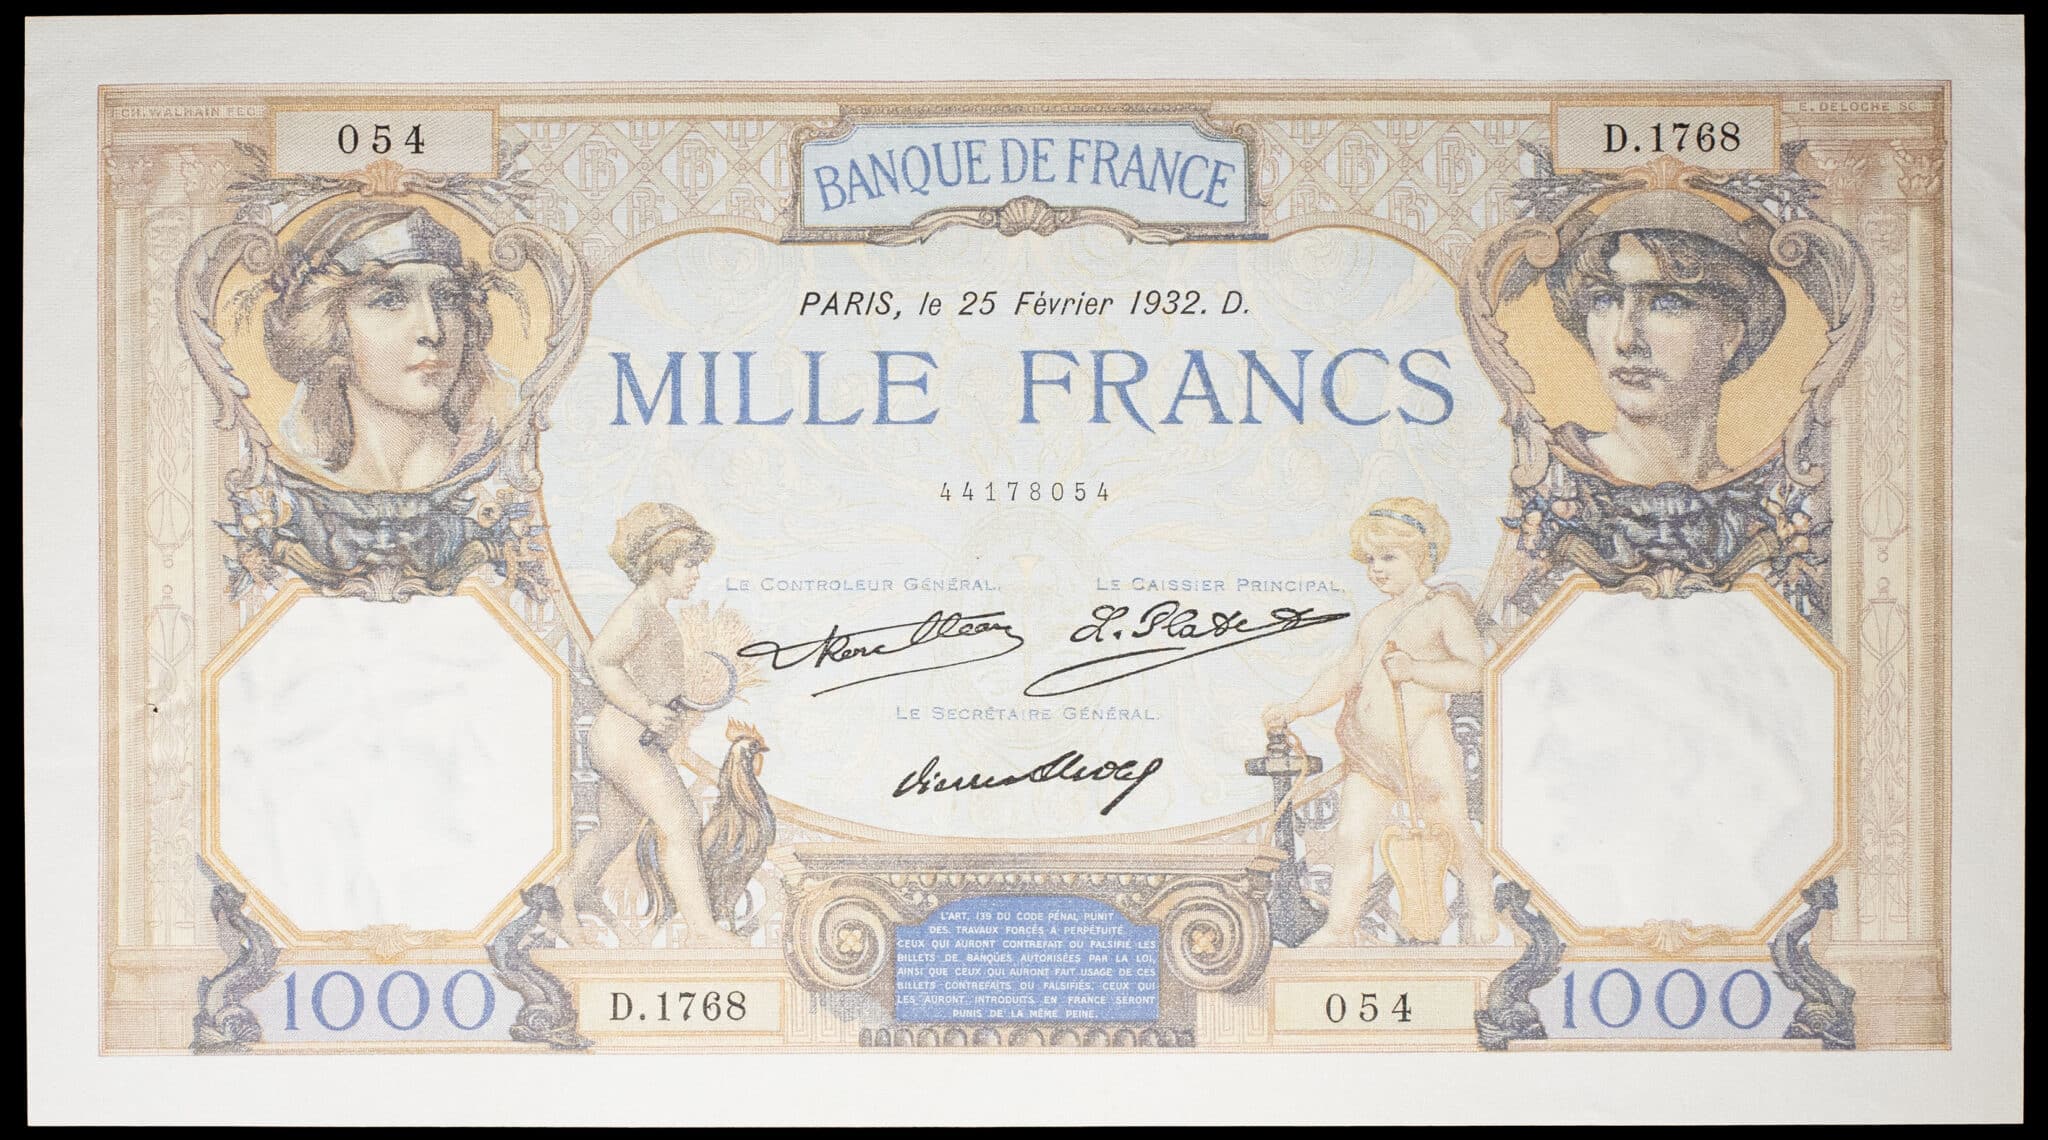 CH. WALHAIN FEC.
E. DELOCHE SC.
054
D.1768
BANQUE DE FRANCE
PARIS, le 25 Février 1932. D.
MILLE FRANCS
44178054
LE CONTROLEUR GÉNÉRAL,
LE CAISSIER PRINCIPAL,
LE SECRÉTAIRE GÉNÉRAL,
L'ART. 139 DU CODE PÉNAL PUNIT
DES TRAVAUX FORCÉS À PERPÉTUITÉ
CEUX QUI AURONT CONTREFAIT OU FALSIFIÉ LES
BILLETS DE BANQUES AUTORISÉES PAR LA LOI,
AINSI QUE CEUX QUI AURONT FAIT USAGE DE CES
BILLETS CONTREFAITS OU FALSIFIÉS. CEUX QUI
LES AURONT INTRODUITS EN FRANCE SERONT
PUNIS DE LA MÊME PEINE.
1000
D.1768
054
1000